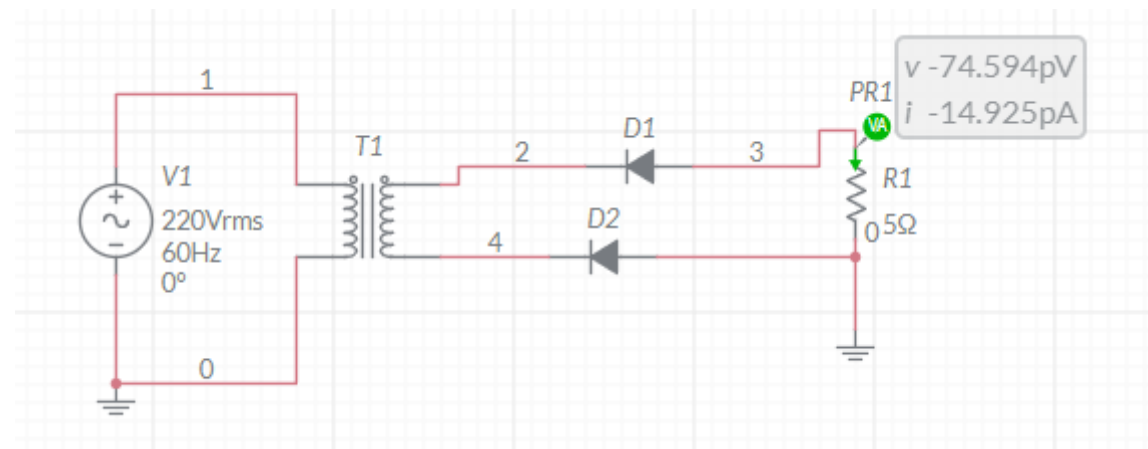 1
V1
220Vrms
60Hz
0º
0
T1
2
D1
3
4
D2
PR1
VA
v -74.594pV
i -14.925pA
R1
5Ω
0
+
−